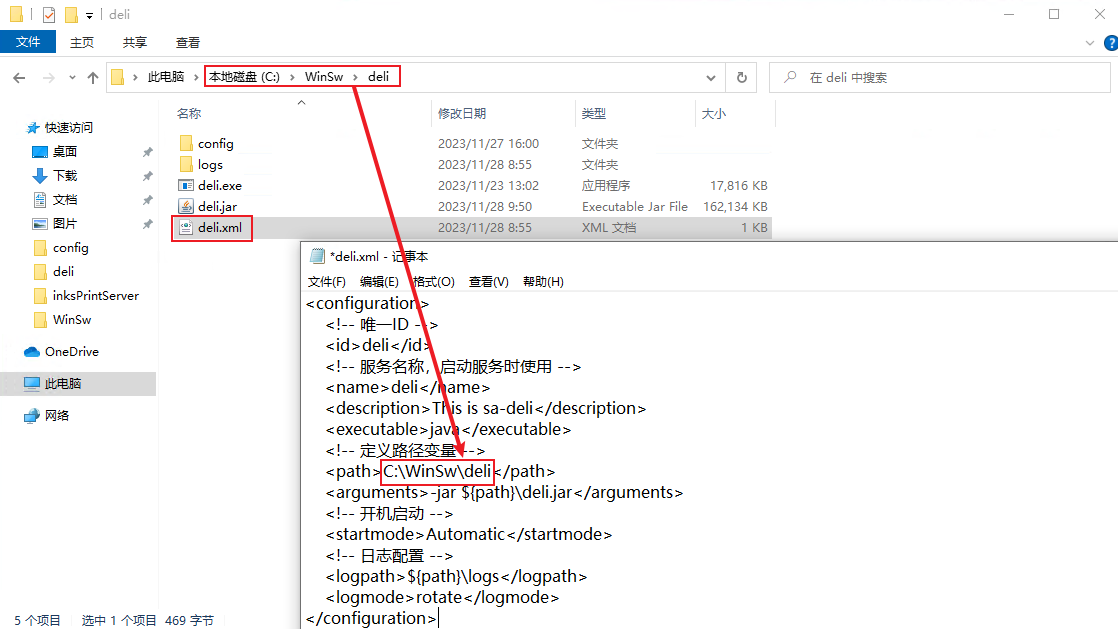 deli
文件 主页 共享 查看
此电脑 本地磁盘 (C:) WinSw deli
在 deli 中搜索
快速访问
桌面
下载
文档
图片
config
deli
inksPrintServer
WinSw
OneDrive
此电脑
网络
名称 修改日期 类型 大小
config 2023/11/27 16:00 文件夹
logs 2023/11/28 8:55 文件夹
deli.exe 2023/11/23 13:02 应用程序 17,816 KB
deli.jar 2023/11/28 9:50 Executable Jar File 162,134 KB
deli.xml 2023/11/28 8:55 XML 文档 1 KB
*deli.xml - 记事本
文件(F) 编辑(E) 格式(O) 查看(V) 帮助(H)
<configuration>
<!-- 唯一ID -->
<id>deli</id>
<!-- 服务名称，启动服务时使用 -->
<name>deli</name>
<description>This is sa-deli</description>
<executable>java</executable>
<!-- 定义路径变量 -->
<path>C:\WinSw\deli</path>
<arguments>-jar ${path}\deli.jar</arguments>
<!-- 开机启动 -->
<startmode>Automatic</startmode>
<!-- 日志配置 -->
<logpath>${path}\logs</logpath>
<logmode>rotate</logmode>
</configuration>
5 个项目 选中 1 个项目 469 字节